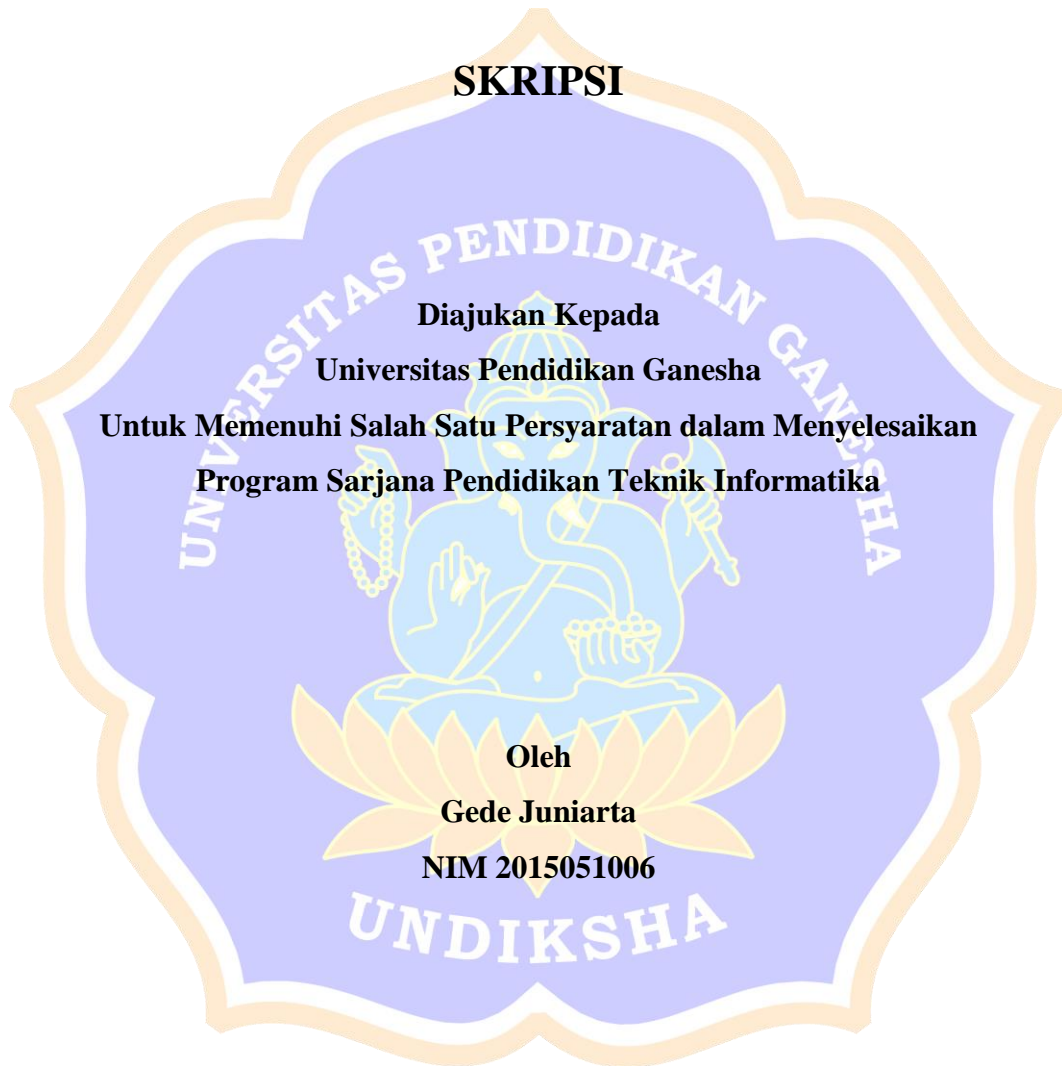 SKRIPSI
UNIVERSITAS PENDIDIKAN GANESHA
Diajukan Kepada
Universitas Pendidikan Ganesha
Untuk Memenuhi Salah Satu Persyaratan dalam Menyelesaikan
Program Sarjana Pendidikan Teknik Informatika
Oleh
Gede Juniarta
NIM 2015051006
UNDIKSHA